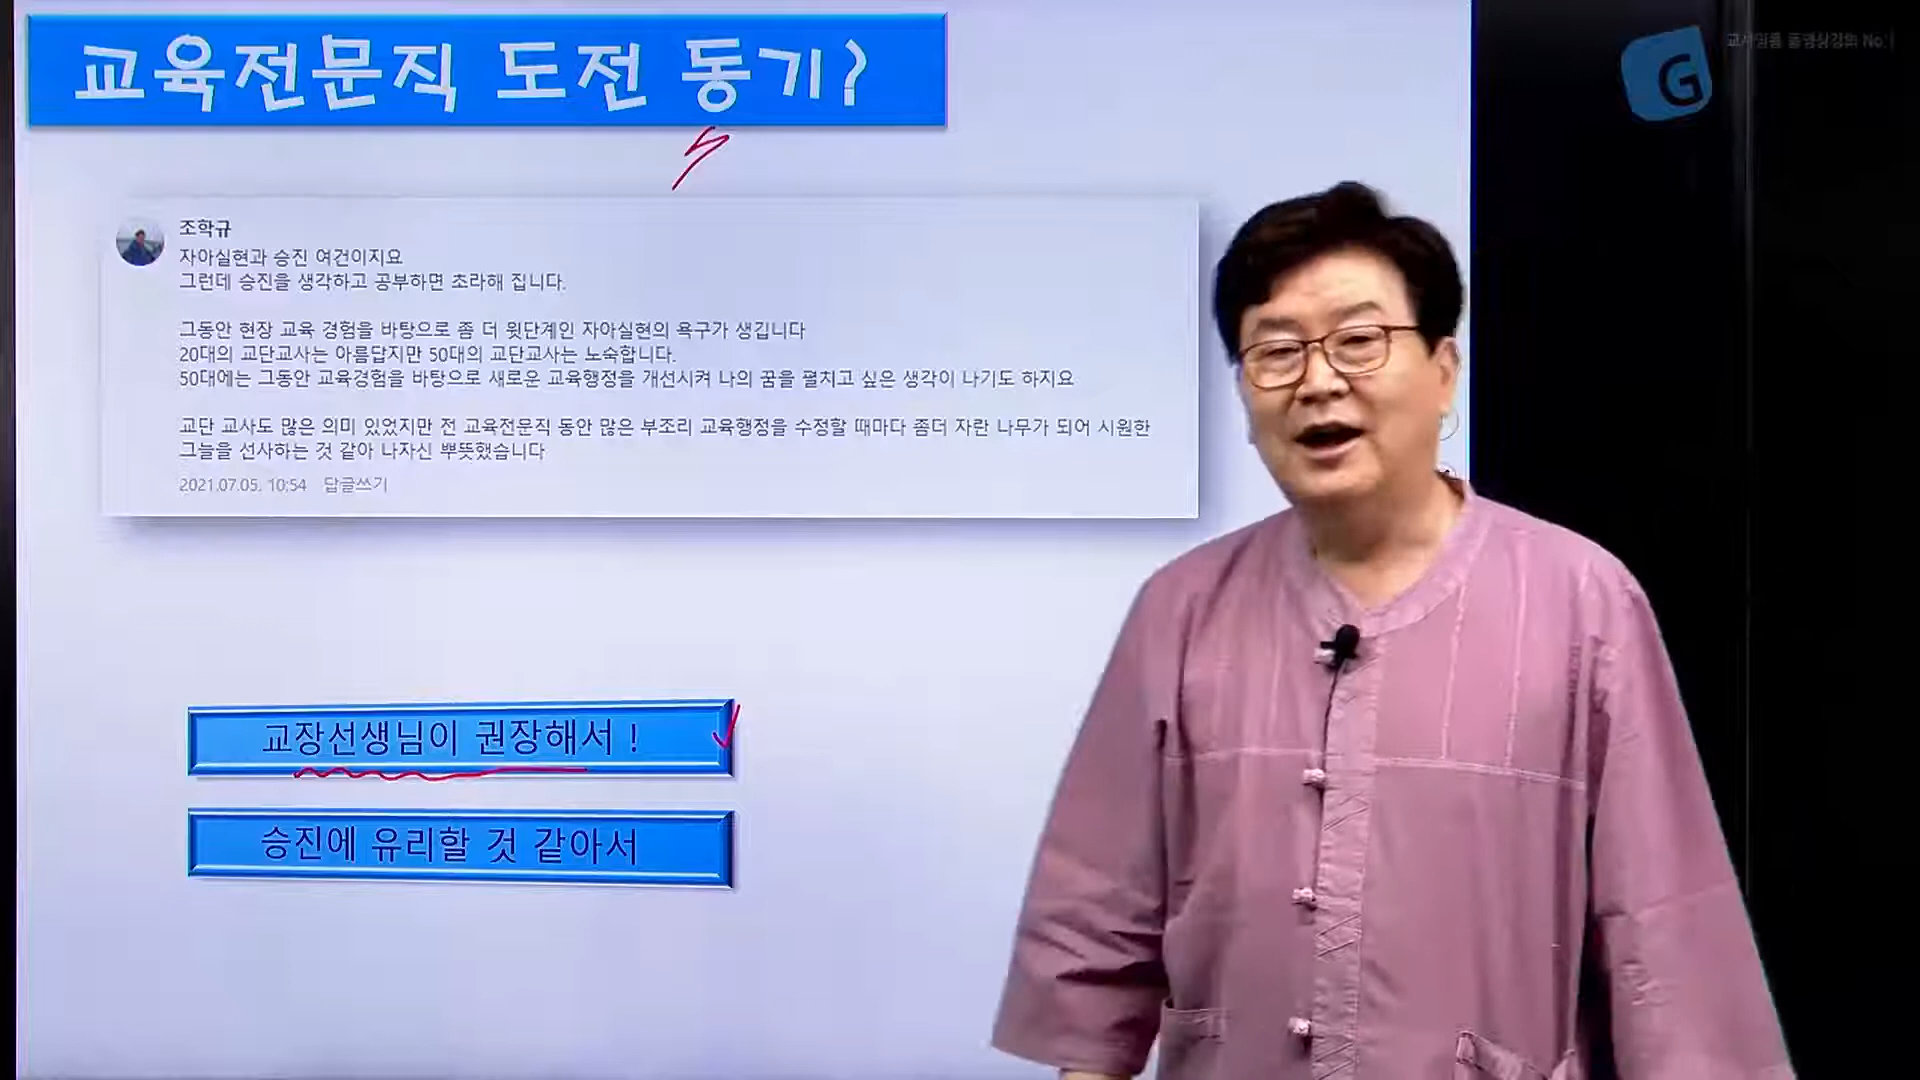 교육전문직 도전 동기?
G
조학규
자아실현과 승진 여건이지요
그런데 승진을 생각하고 공부하면 초라해 집니다.
그동안 현장 교육 경험을 바탕으로 좀 더 윗단계인 자아실현의 욕구가 생깁니다
20대의 교단교사는 아름답지만 50대의 교단교사는 노숙합니다.
50대에는 그동안 교육경험을 바탕으로 새로운 교육행정을 개선시켜 나의 꿈을 펼치고 싶은 생각이 나기도 하지요
교단 교사도 많은 의미 있었지만 전 교육전문직 동안 많은 부조리 교육행정을 수정할 때마다 좀더 자란 나무가 되어 시원한
그늘을 선사하는 것 같아 나자신 뿌뜻했습니다
2021.07.05. 10:54 답글쓰기
교장선생님이 권장해서 !
승진에 유리할 것 같아서